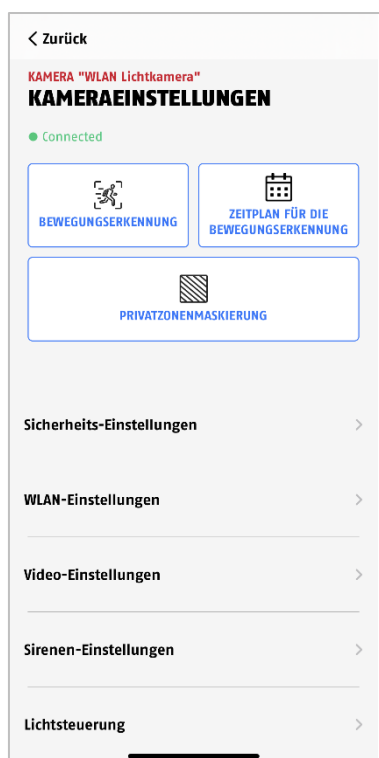 Zurück
KAMERA "WLAN Lichtkamera"
KAMERAEINSTELLUNGEN
Connected
BEWEGUNGSERKENNUNG
ZEITPLAN FÜR DIE
BEWEGUNGSERKENNUNG
PRIVATZONENMASKIERUNG
Sicherheits-Einstellungen
WLAN-Einstellungen
Video-Einstellungen
Sirenen-Einstellungen
Lichtsteuerung